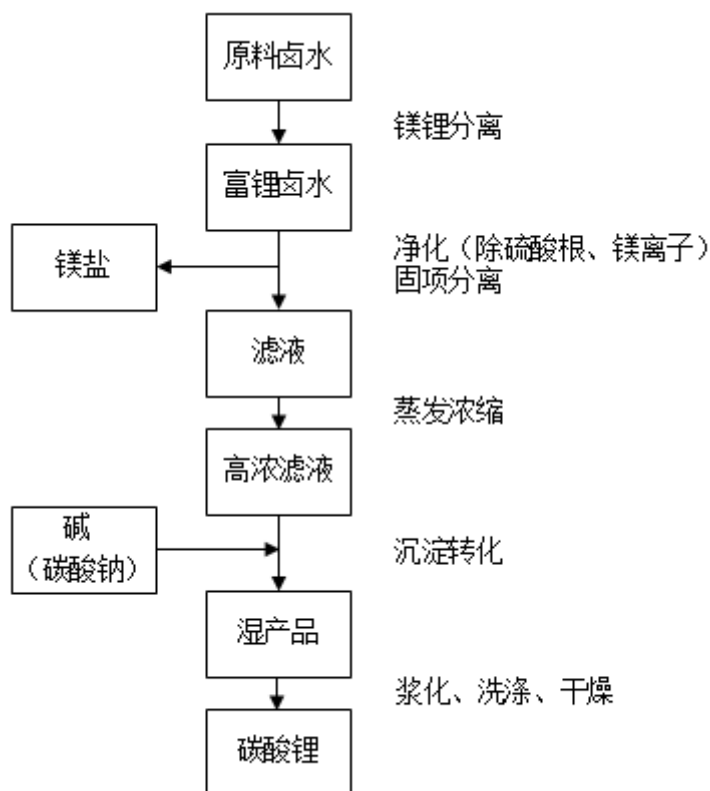 原料卤水
镁锂分离
富锂卤水
净化（除硫酸根、镁离子）
固项分离
镁盐
滤液
蒸发浓缩
高浓滤液
碱
（碳酸钠）
沉淀转化
湿产品
浆化、洗涤、干燥
碳酸锂